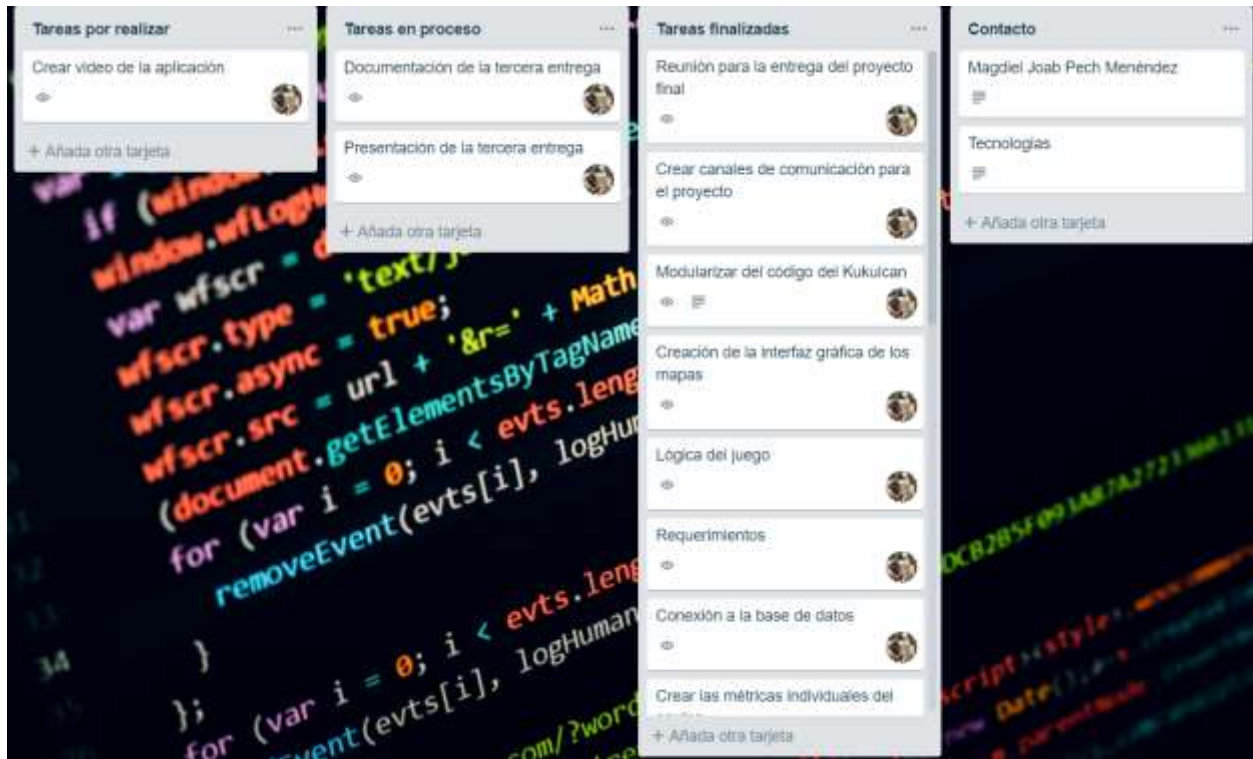 Tareas por realizar
Crear video de la aplicación
+ Añada otra tarjeta
Tareas en proceso
Documentación de la tercera entrega
Presentación de la tercera entrega
+ Añada otra tarjeta
Tareas finalizadas
Reunión para la entrega del proyecto
final
Crear canales de comunicación para
el proyecto
Modularizar del código del Kukulcan
Creación de la interfaz gráfica de los
mapas
Lógica del juego
Requerimientos
Conexión a la base de datos
Crear las métricas individuales del
+ Añada otra tarjeta
Contacto
Magdiel Joab Pech Menéndez
Tecnologías
+ Añada otra tarjeta
var
if (window.
window.wfLogHu
var wfscr = d
wfscr.type = 'text/j
wfscr.async = true;
wfscr.src = url + '&r=' + Math
(document.getElementsByTagName
for (var i = 0; i < evts.leng
removeEvent(evts[i], logHu
34 }
};
for (var i = 0; i < evts.leng
Event(evts[i], logHuman
com/?word